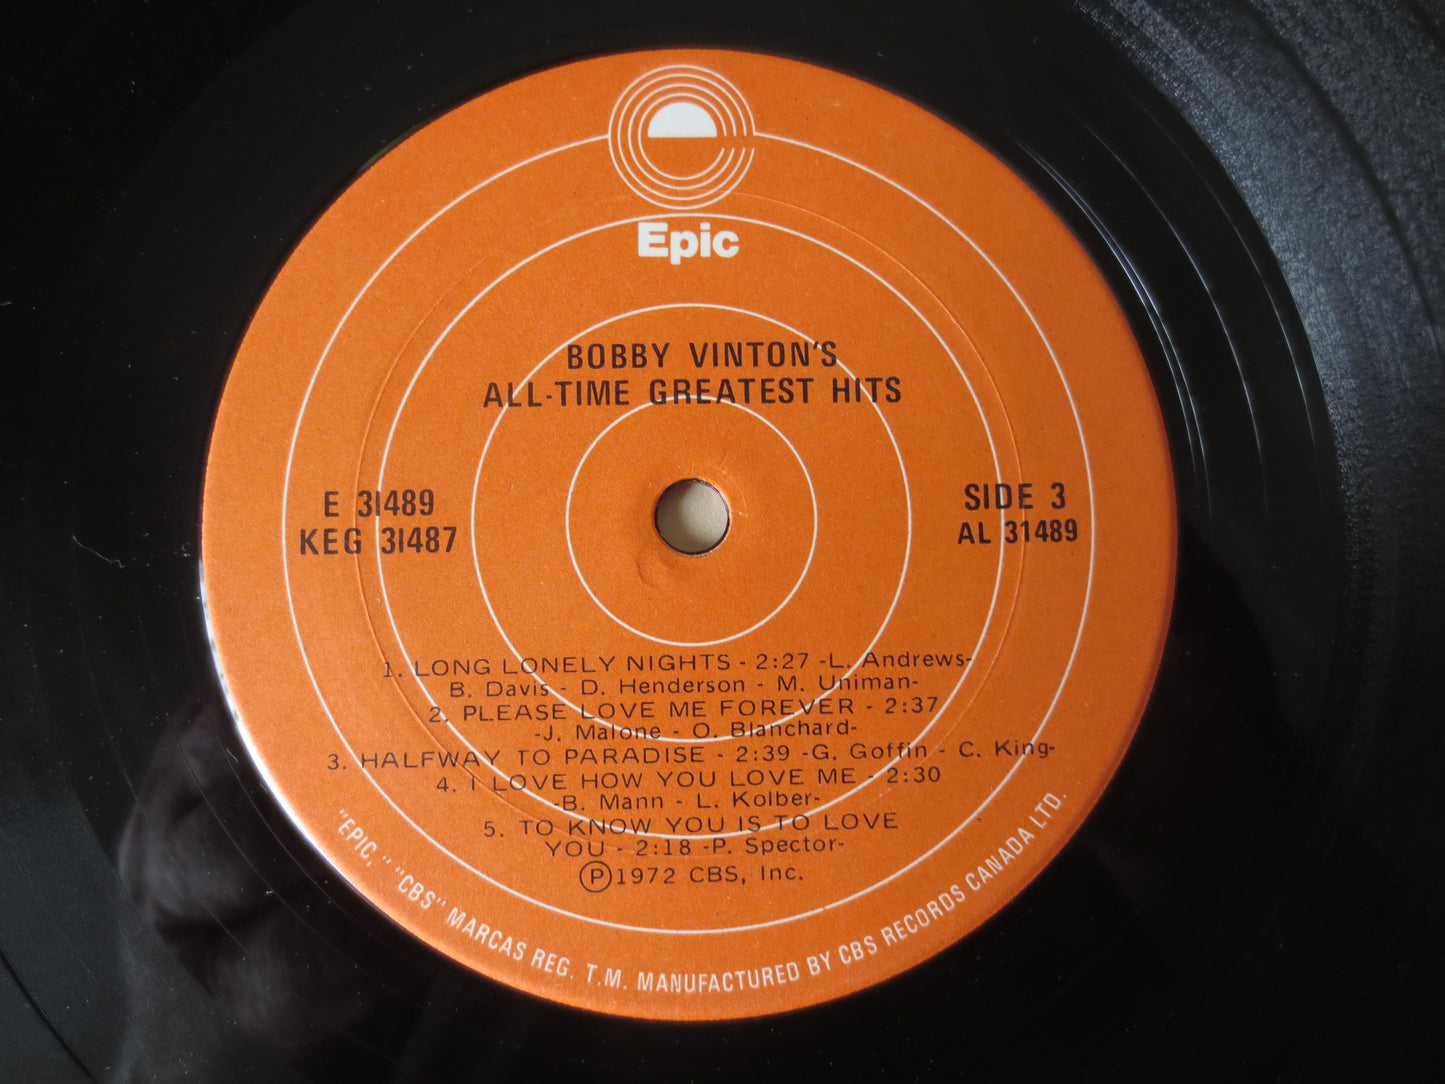 Epic
BOBBY VINTON'S
ALL-TIME GREATEST HITS
E 31489
KEG 31487
SIDE 3
AL 31489
1. LONG LONELY NIGHTS - 2:27 -L. Andrews-
B. Davis - D. Henderson - M. Uniman-
2. PLEASE LOVE ME FOREVER - 2:37
-J. Malone - O. Blanchard-
3. HALFWAY TO PARADISE - 2:39 -G. Goffin - C. King-
4. I LOVE HOW YOU LOVE ME - 2:30
-B. Mann - L. Kolber-
5. TO KNOW YOU IS TO LOVE
YOU - 2:18 -P. Spector-
Ⓟ1972 CBS, Inc.
"EPIC," "CBS" MARCAS REG. T.M. MANUFACTURED BY CBS RECORDS CANADA LTD.